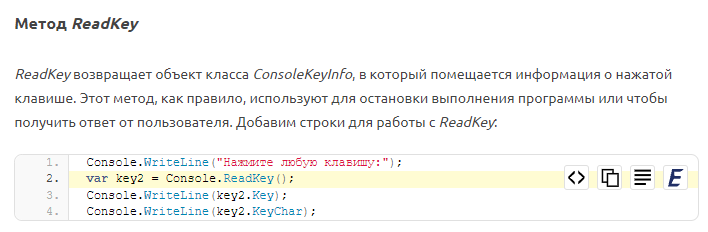 Метод ReadKey
ReadKey возвращает объект класса ConsoleKeyInfo, в который помещается информация о нажатой
клавише. Этот метод, как правило, используют для остановки выполнения программы или чтобы
получить ответ от пользователя. Добавим строки для работы с ReadKey:
1. Console.WriteLine("Нажмите любую клавишу:");
2. var key2 = Console.ReadKey();
3. Console.WriteLine(key2.Key);
4. Console.WriteLine(key2.KeyChar);
E